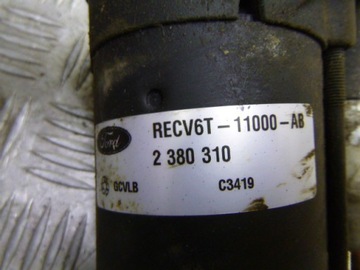 Ford
RECV6T-11000-AB
2 380 310
GCVLB
C3419